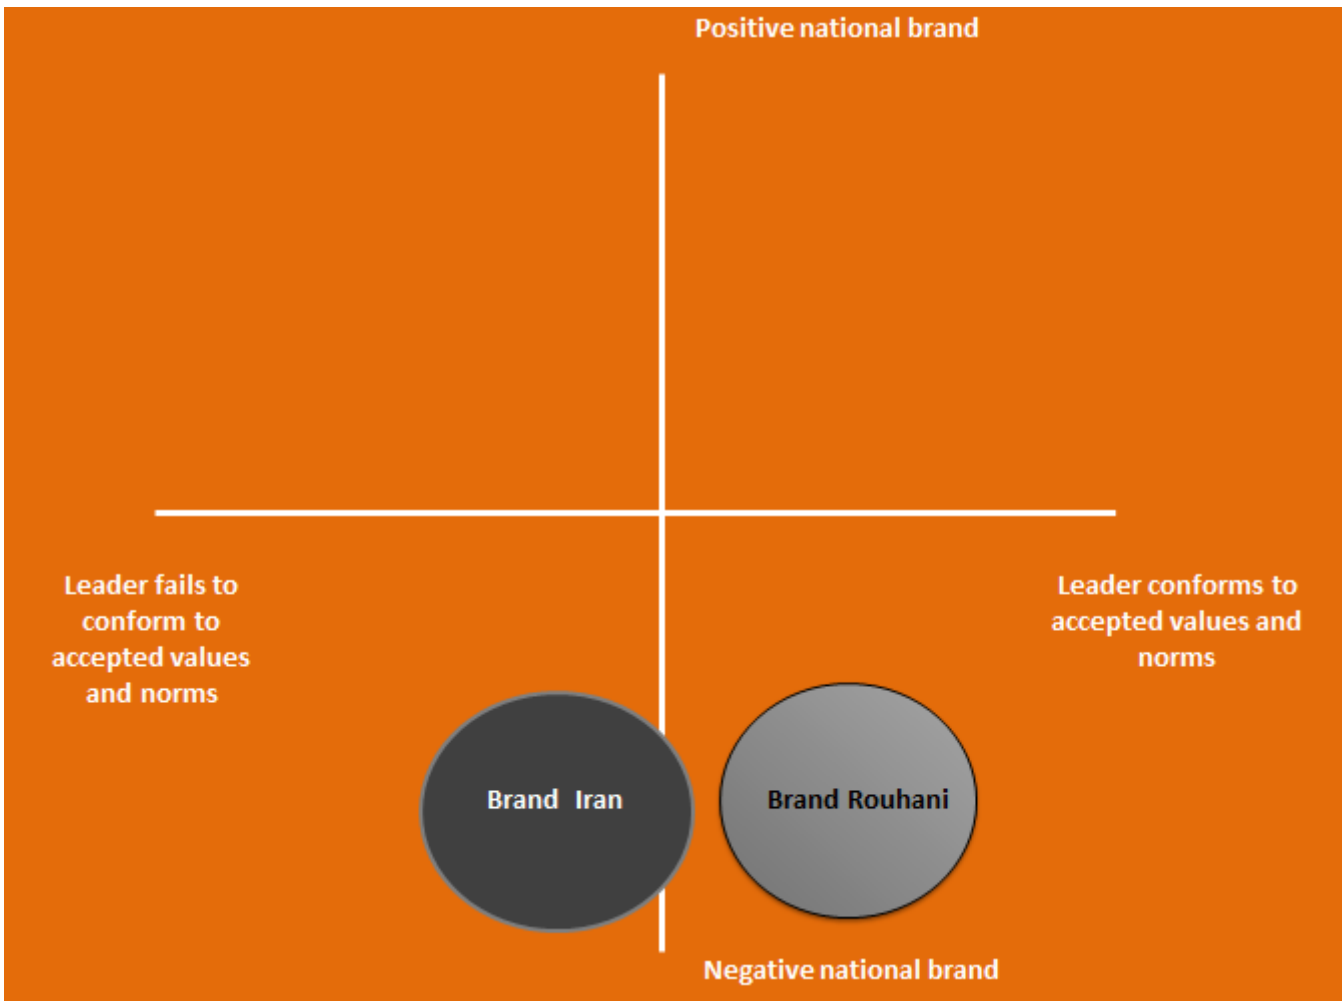 Positive national brand
Leader fails to
conform to
accepted values
and norms
Leader conforms to
accepted values and
norms
Brand Iran
Brand Rouhani
Negative national brand